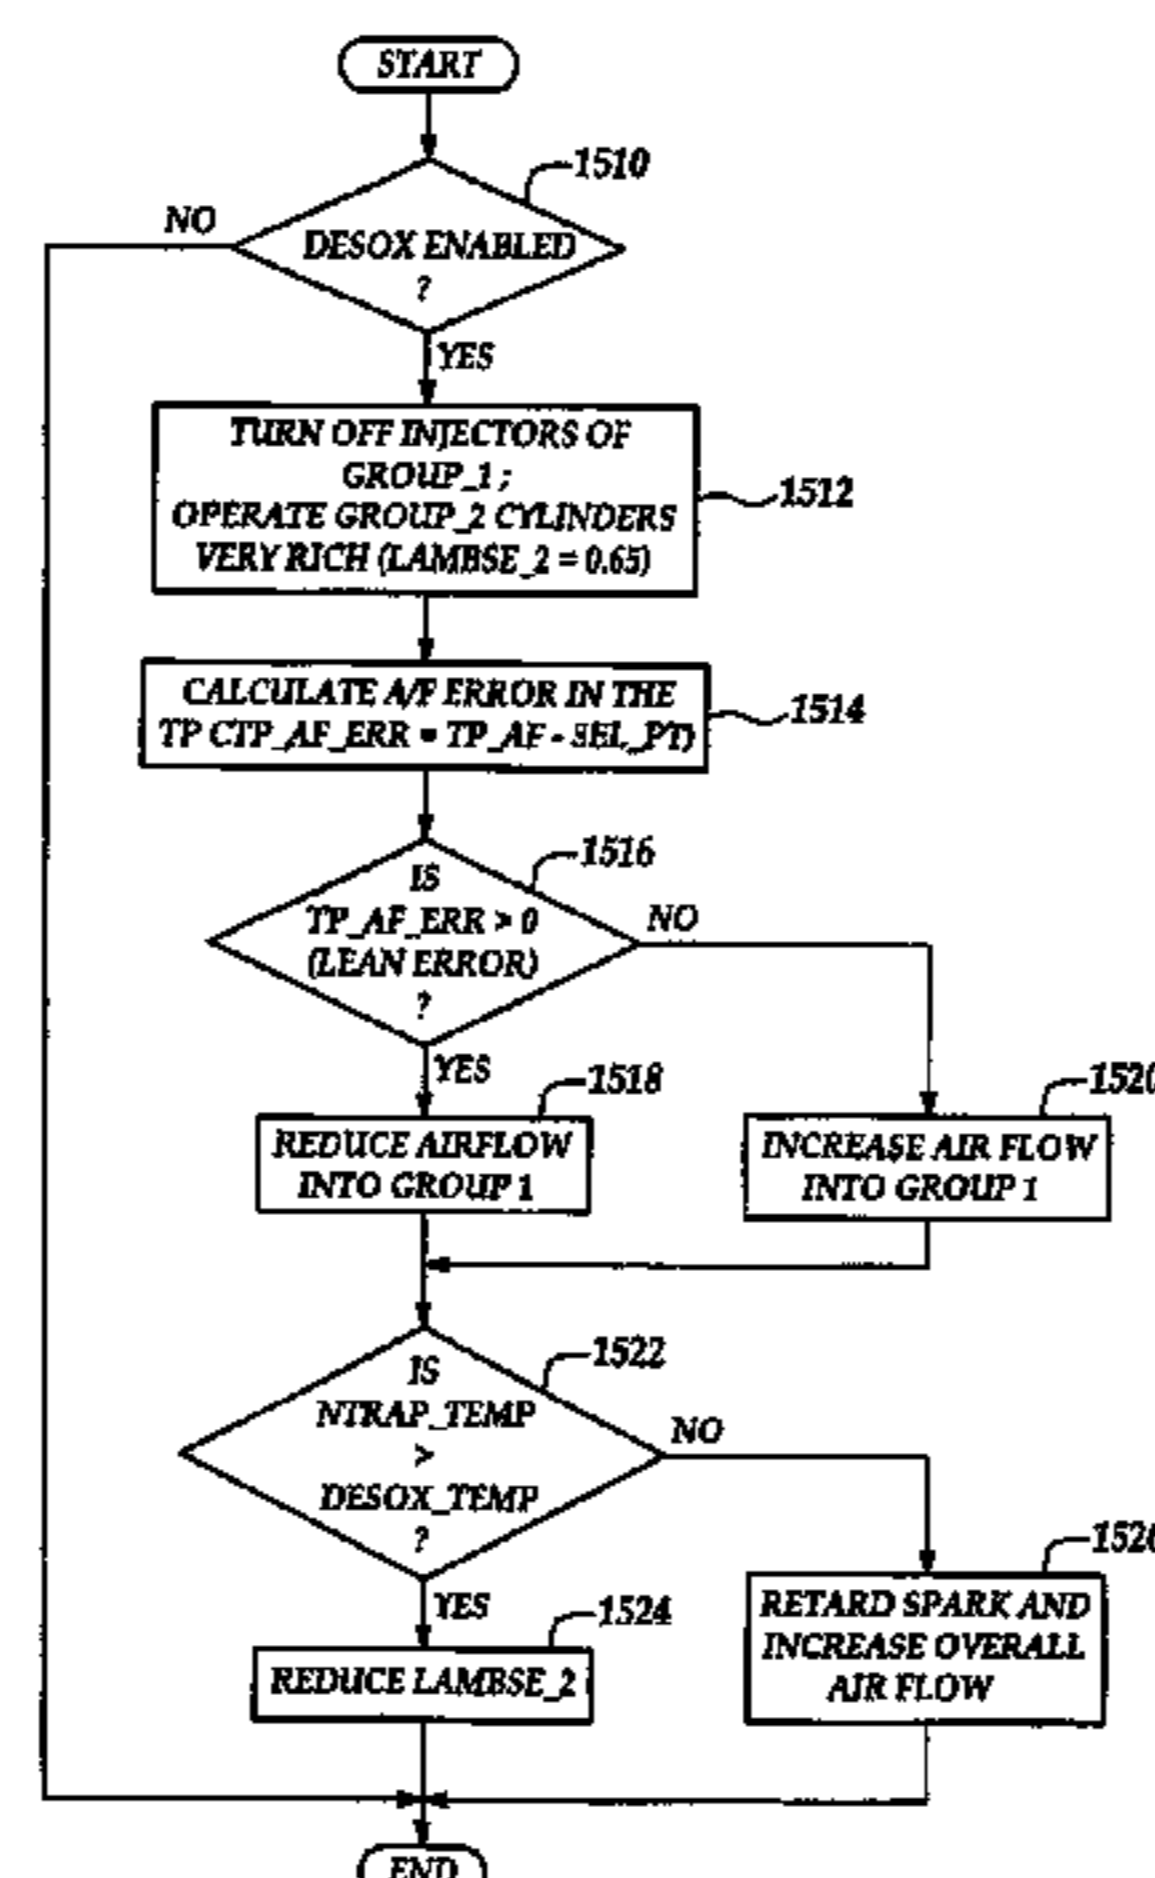 START
1510
NO
DESOX ENABLED
?
YES
TURN OFF INJECTORS OF
GROUP_1;
OPERATE GROUP_2 CYLINDERS
VERY RICH (LAMBSE_2 = 0.65)
1512
CALCULATE A/F ERROR IN THE
TP CTP_AF_ERR = TP_AF - SEL_PT)
1514
1516
IS
TP_AF_ERR > 0
(LEAN ERROR)
?
NO
YES
1518
REDUCE AIRFLOW
INTO GROUP 1
1520
INCREASE AIR FLOW
INTO GROUP 1
1522
IS
NTRAP_TEMP
>
DESOX_TEMP
?
NO
YES
1524
REDUCE LAMBSE_2
1526
RETARD SPARK AND
INCREASE OVERALL
AIR FLOW
END